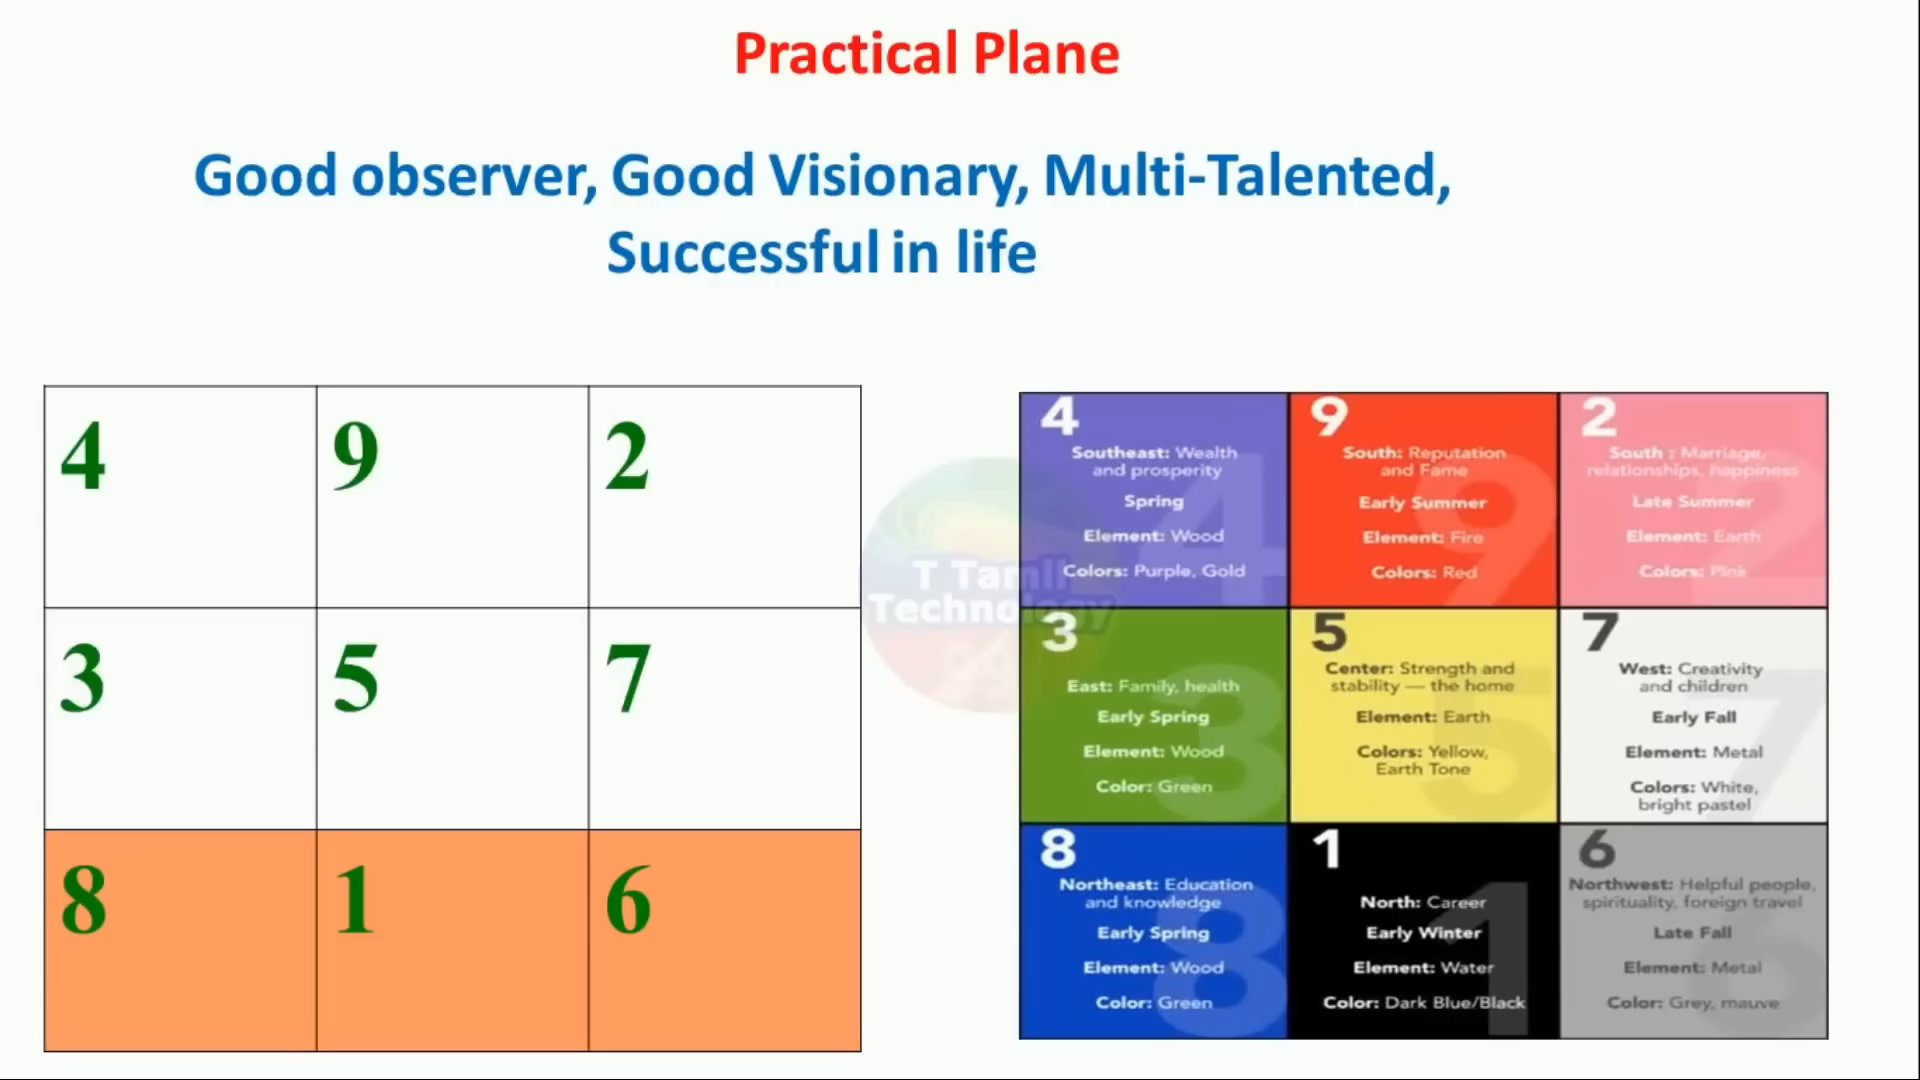 Practical Plane
Good observer, Good Visionary, Multi-Talented,
Successful in life
4 9 2
3 5 7
8 1 6
T Tamil
Technology
4
Southeast: Wealth
and prosperity
Spring
Element: Wood
Colors: Purple, Gold
9
South: Reputation
and Fame
Early Summer
Element: Fire
Colors: Red
2
South : Marriage,
relationships, happiness
Late Summer
Element: Earth
Colors: Pink
3
East: Family, health
Early Spring
Element: Wood
Color: Green
5
Center: Strength and
stability — the home
Element: Earth
Colors: Yellow,
Earth Tone
7
West: Creativity
and children
Early Fall
Element: Metal
Colors: White,
bright pastel
8
Northeast: Education
and knowledge
Early Spring
Element: Wood
Color: Green
1
North: Career
Early Winter
Element: Water
Color: Dark Blue/Black
6
Northwest: Helpful people,
spirituality, foreign travel
Late Fall
Element: Metal
Color: Grey, mauve